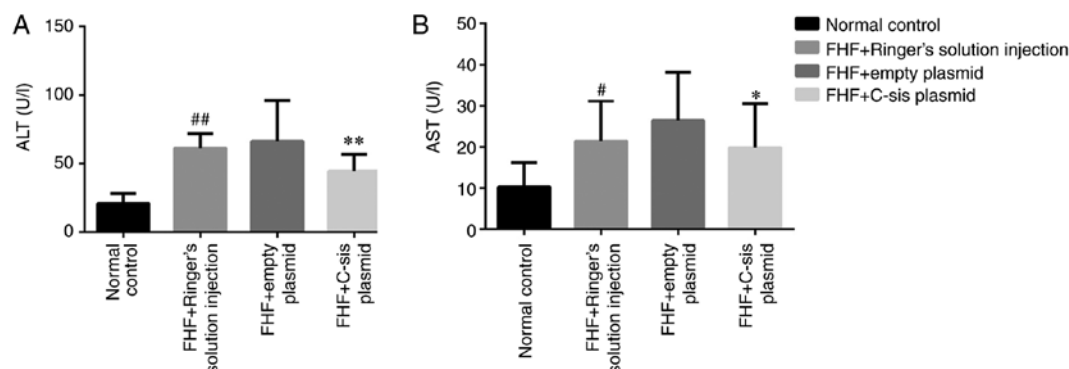 A
150
100
50
0
ALT (U/l)
##
**
Normal
control
FHF+Ringer's
solution injection
FHF+empty
plasmid
FHF+C-sis
plasmid
B
50
40
30
20
10
0
AST (U/l)
#
*
Normal control
FHF+Ringer's
solution injection
FHF+empty
plasmid
FHF+C-sis
plasmid
Normal control
FHF+Ringer's solution injection
FHF+empty plasmid
FHF+C-sis plasmid